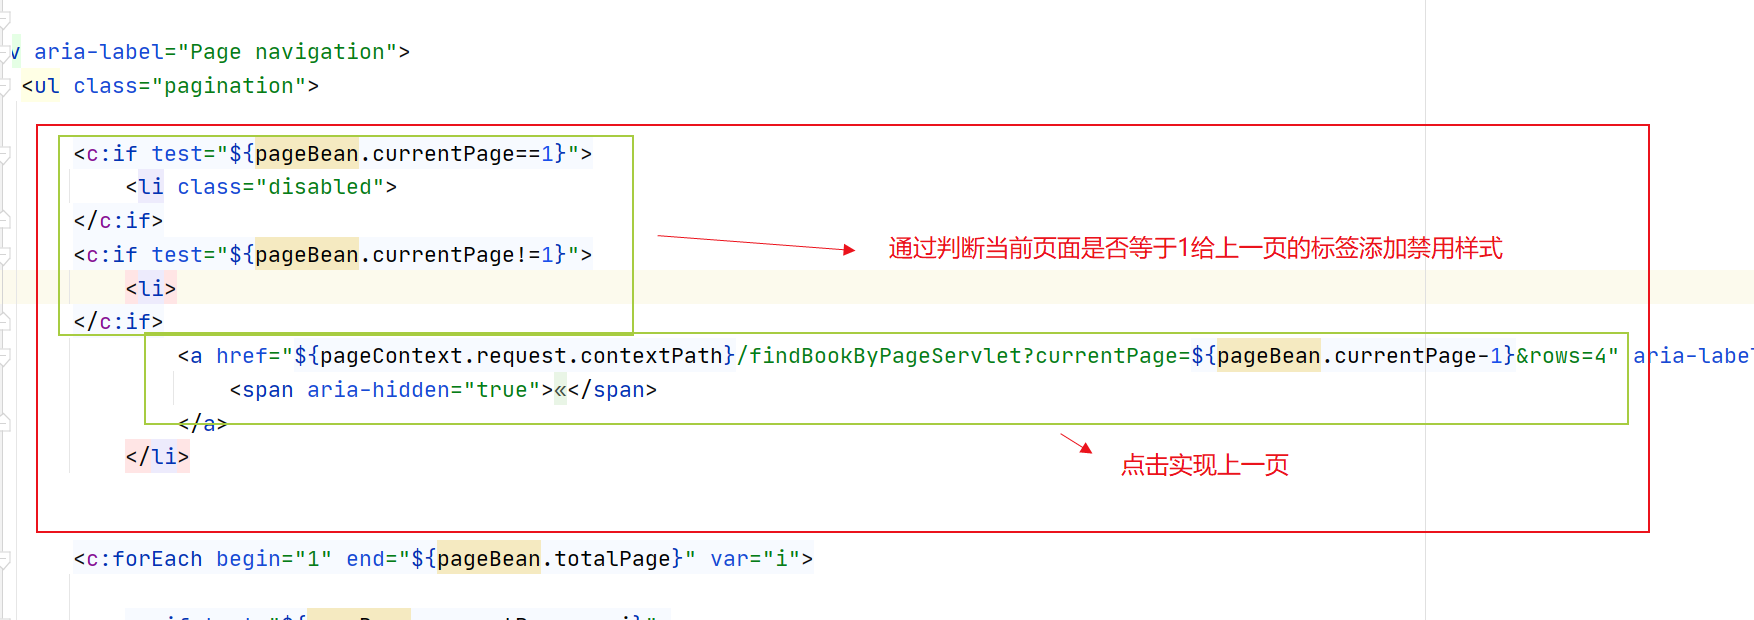 v aria-label="Page navigation">
<ul class="pagination">
<c:if test="${pageBean.currentPage==1}">
<li class="disabled">
</c:if>
<c:if test="${pageBean.currentPage!=1}">
通过判断当前页面是否等于1给上一页的标签添加禁用样式
<li>
</c:if>
<a href="${pageContext.request.contextPath}/findBookByPageServlet?currentPage=${pageBean.currentPage-1}&rows=4" aria-label
<span aria-hidden="true">«</span>
</a>
</li>
点击实现上一页
<c:forEach begin="1" end="${pageBean.totalPage}" var="i">